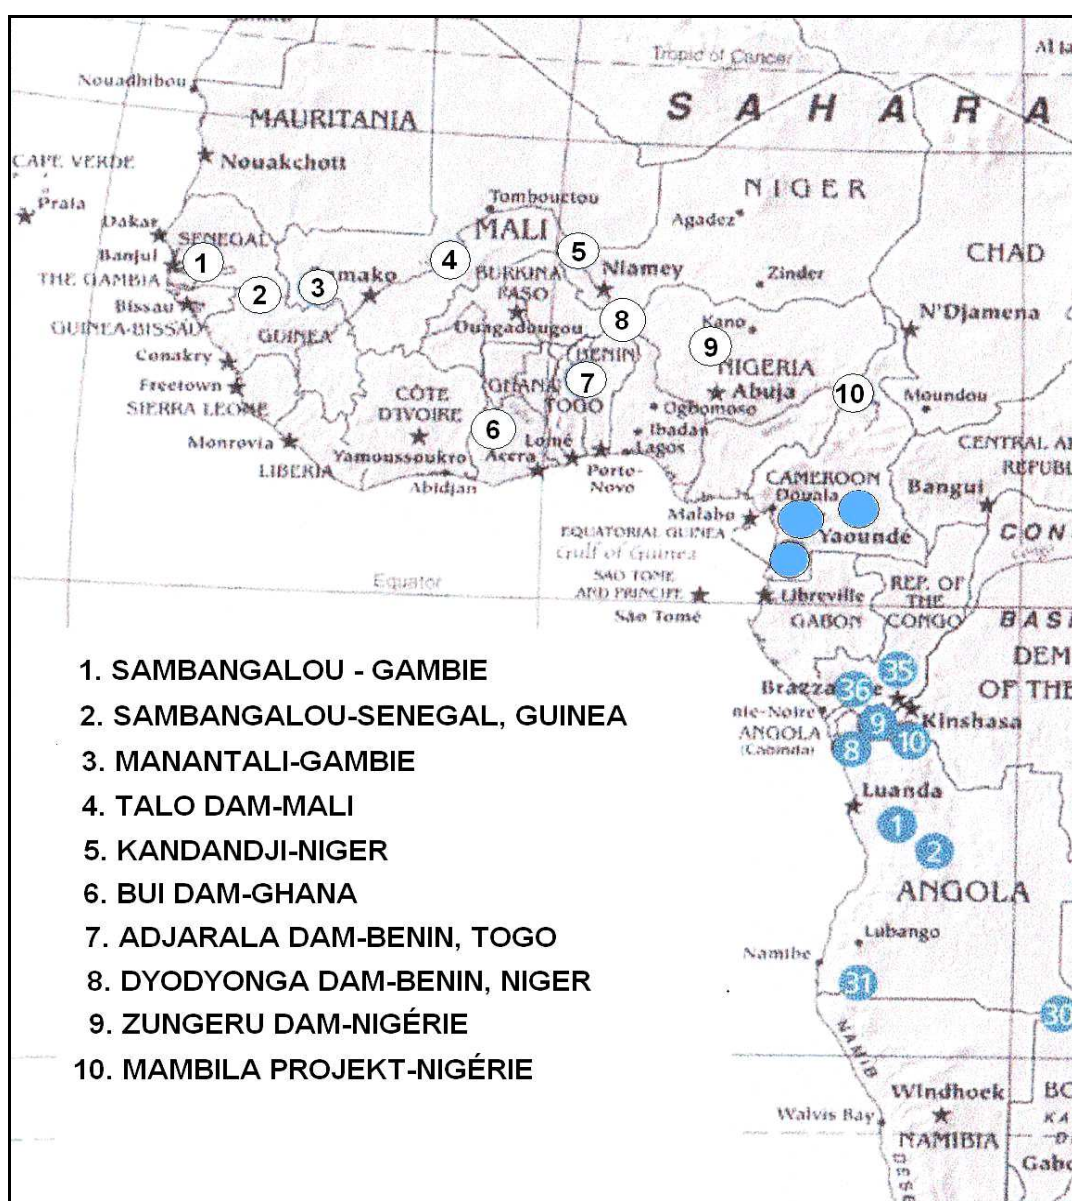 Tropic of Cancer
Nouadhibou
SAHARA
MAURITANIA
CAPE VERDE
Nouakchott
NIGER
Praia
Tombouctou
Dakar
MALI
Agadez
SENEGAL
CHAD
Banjul
1
4
5
THE GAMBIA
2
3
BURKINA
FASO
Niamey
Zinder
Bissau
GUINEA-BISSAU
N'Djamena
GUINEA
Ouagadougou
8
Kano
9
Conakry
BENIN
NIGERIA
Freetown
CÔTE
D'IVOIRE
GHANA
7
Abuja
10
Moundou
SIERRA LEONE
TOGO
Ogbomoso
6
Ibadan
Monrovia
Yamoussoukro
Accra
Lomé
Lagos
CENTRAL
LIBERIA
Abidjan
Porto-
Novo
CAMEROON
Douala
Bangui
Malabo
EQUATORIAL GUINEA
Yaoundé
Gulf of Guinea
Equator
SAO TOME
AND PRINCIPE
Libreville
REP. OF
THE
CONGO
São Tomé
GABON
1. SAMBANGALOU - GAMBIE
2. SAMBANGALOU-SENEGAL, GUINEA
3. MANANTALI-GAMBIE
4. TALO DAM-MALI
5. KANDANDJI-NIGER
6. BUI DAM-GHANA
7. ADJARALA DAM-BENIN, TOGO
8. DYODYONGA DAM-BENIN, NIGER
9. ZUNGERU DAM-NIGÉRIE
10. MAMBILA PROJEKT-NIGÉRIE
DEM
OF THE
35
36
9
Kinshasa
ANGOLA
(Cabinda)
8
10
Luanda
1
2
ANGOLA
Lubango
Namibe
31
30
NAMIB
Windhoek
Walvis Bay
NAMIBIA